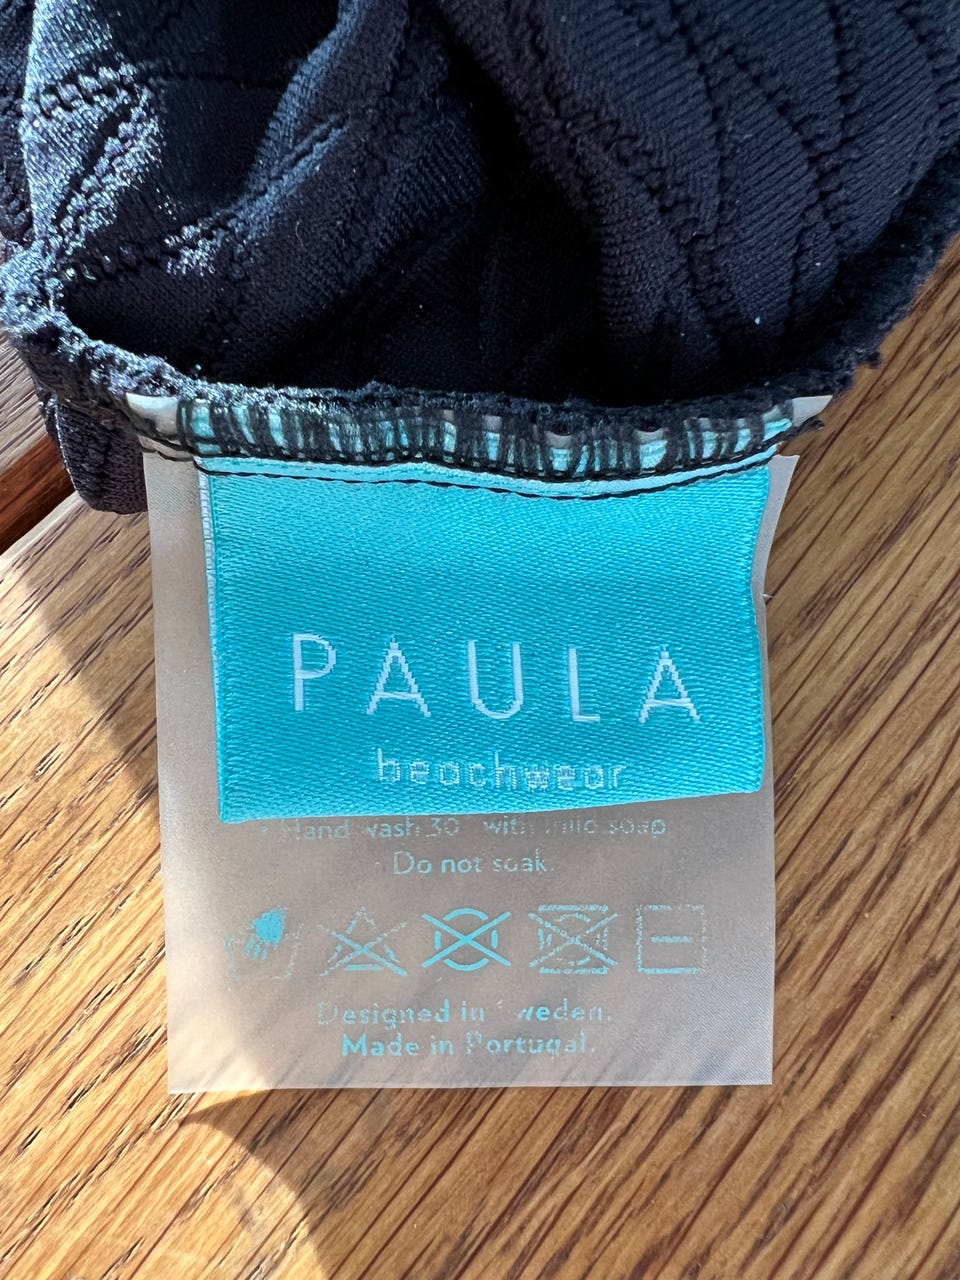 PAULA
beachwear
Hand wash 30° with mild soap
Do not soak.
Designed in Sweden.
Made in Portugal.